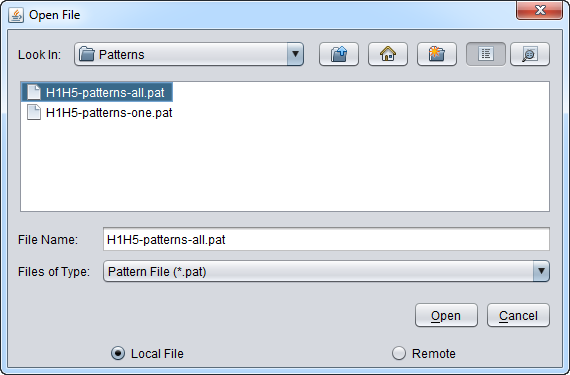 Open File
Look In: Patterns
H1H5-patterns-all.pat
H1H5-patterns-one.pat
File Name: H1H5-patterns-all.pat
Files of Type: Pattern File (*.pat)
Open Cancel
Local File Remote